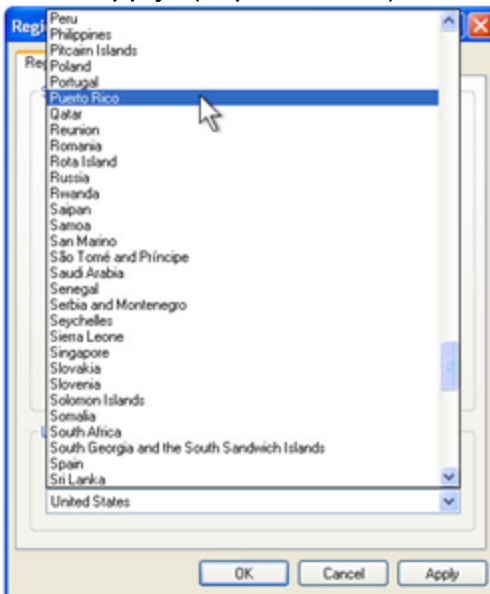 Regi
Peru
Philippines
Pitcairn Islands
Poland
Portugal
Puerto Rico
Qatar
Reunion
Romania
Rota Island
Russia
Rwanda
Saipan
Samoa
San Marino
São Tomé and Príncipe
Saudi Arabia
Senegal
Serbia and Montenegro
Seychelles
Sierra Leone
Singapore
Slovakia
Slovenia
Solomon Islands
Somalia
South Africa
South Georgia and the South Sandwich Islands
Spain
Sri Lanka
United States
OK Cancel Apply